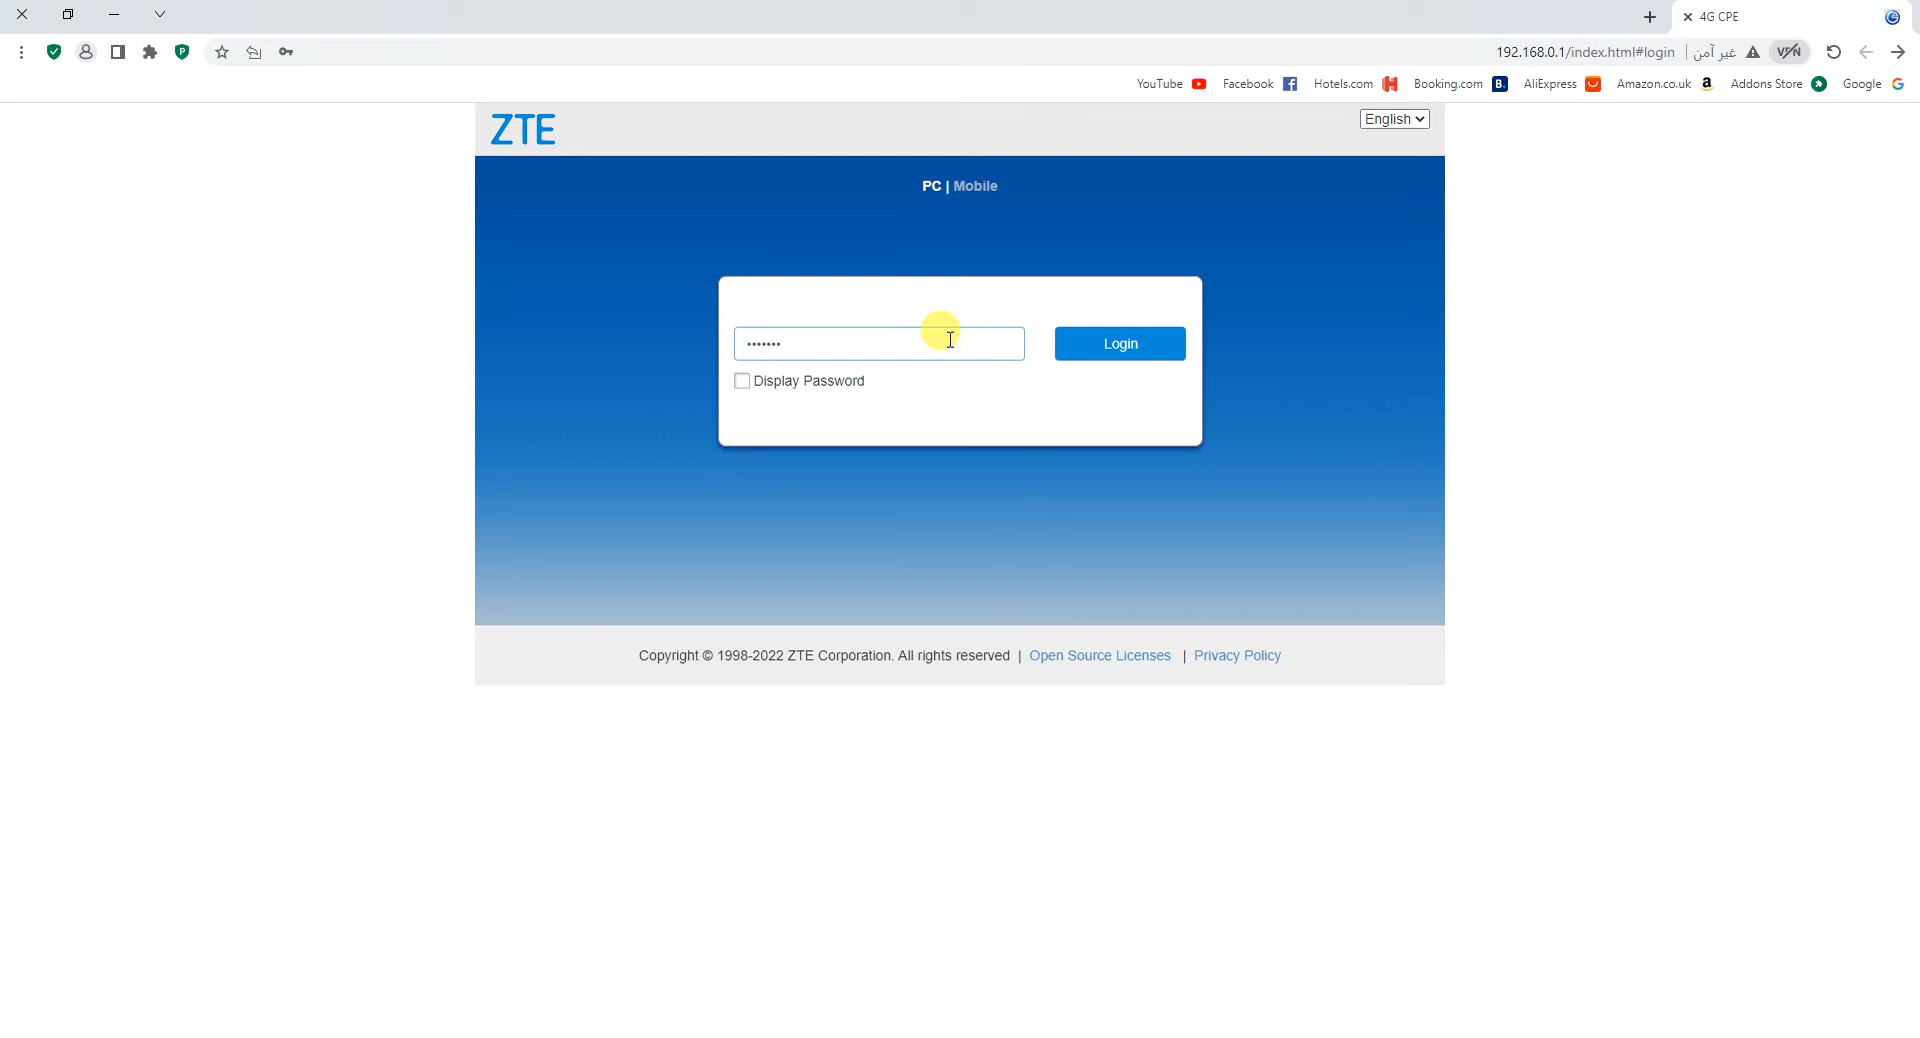 4G CPE
192.168.0.1/index.html#login
غير آمن
VPN
YouTube
Facebook
Hotels.com
Booking.com
AliExpress
Amazon.co.uk
Addons Store
Google
ZTE
English
PC | Mobile
•••••••
Login
Display Password
Copyright © 1998-2022 ZTE Corporation. All rights reserved | Open Source Licenses | Privacy Policy